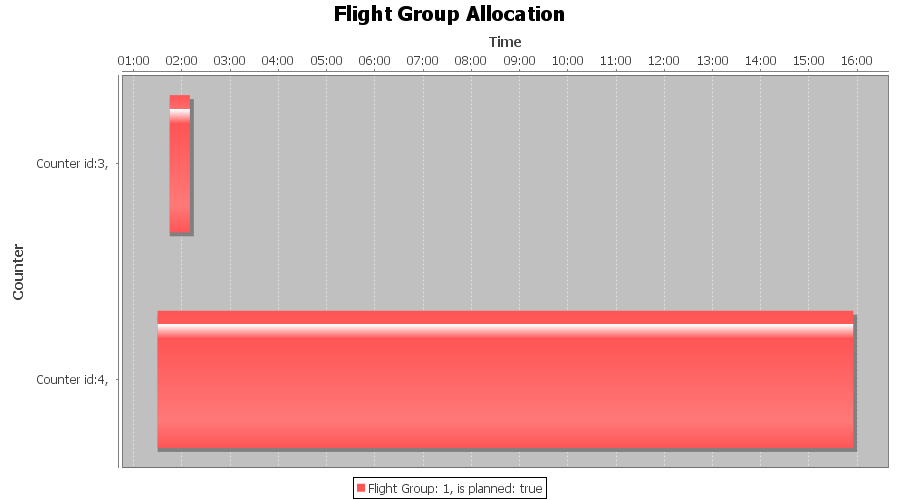 Flight Group Allocation
Time
01:00 02:00 03:00 04:00 05:00 06:00 07:00 08:00 09:00 10:00 11:00 12:00 13:00 14:00 15:00 16:00
Counter id:3,
Counter
Counter id:4,
Flight Group: 1, is planned: true